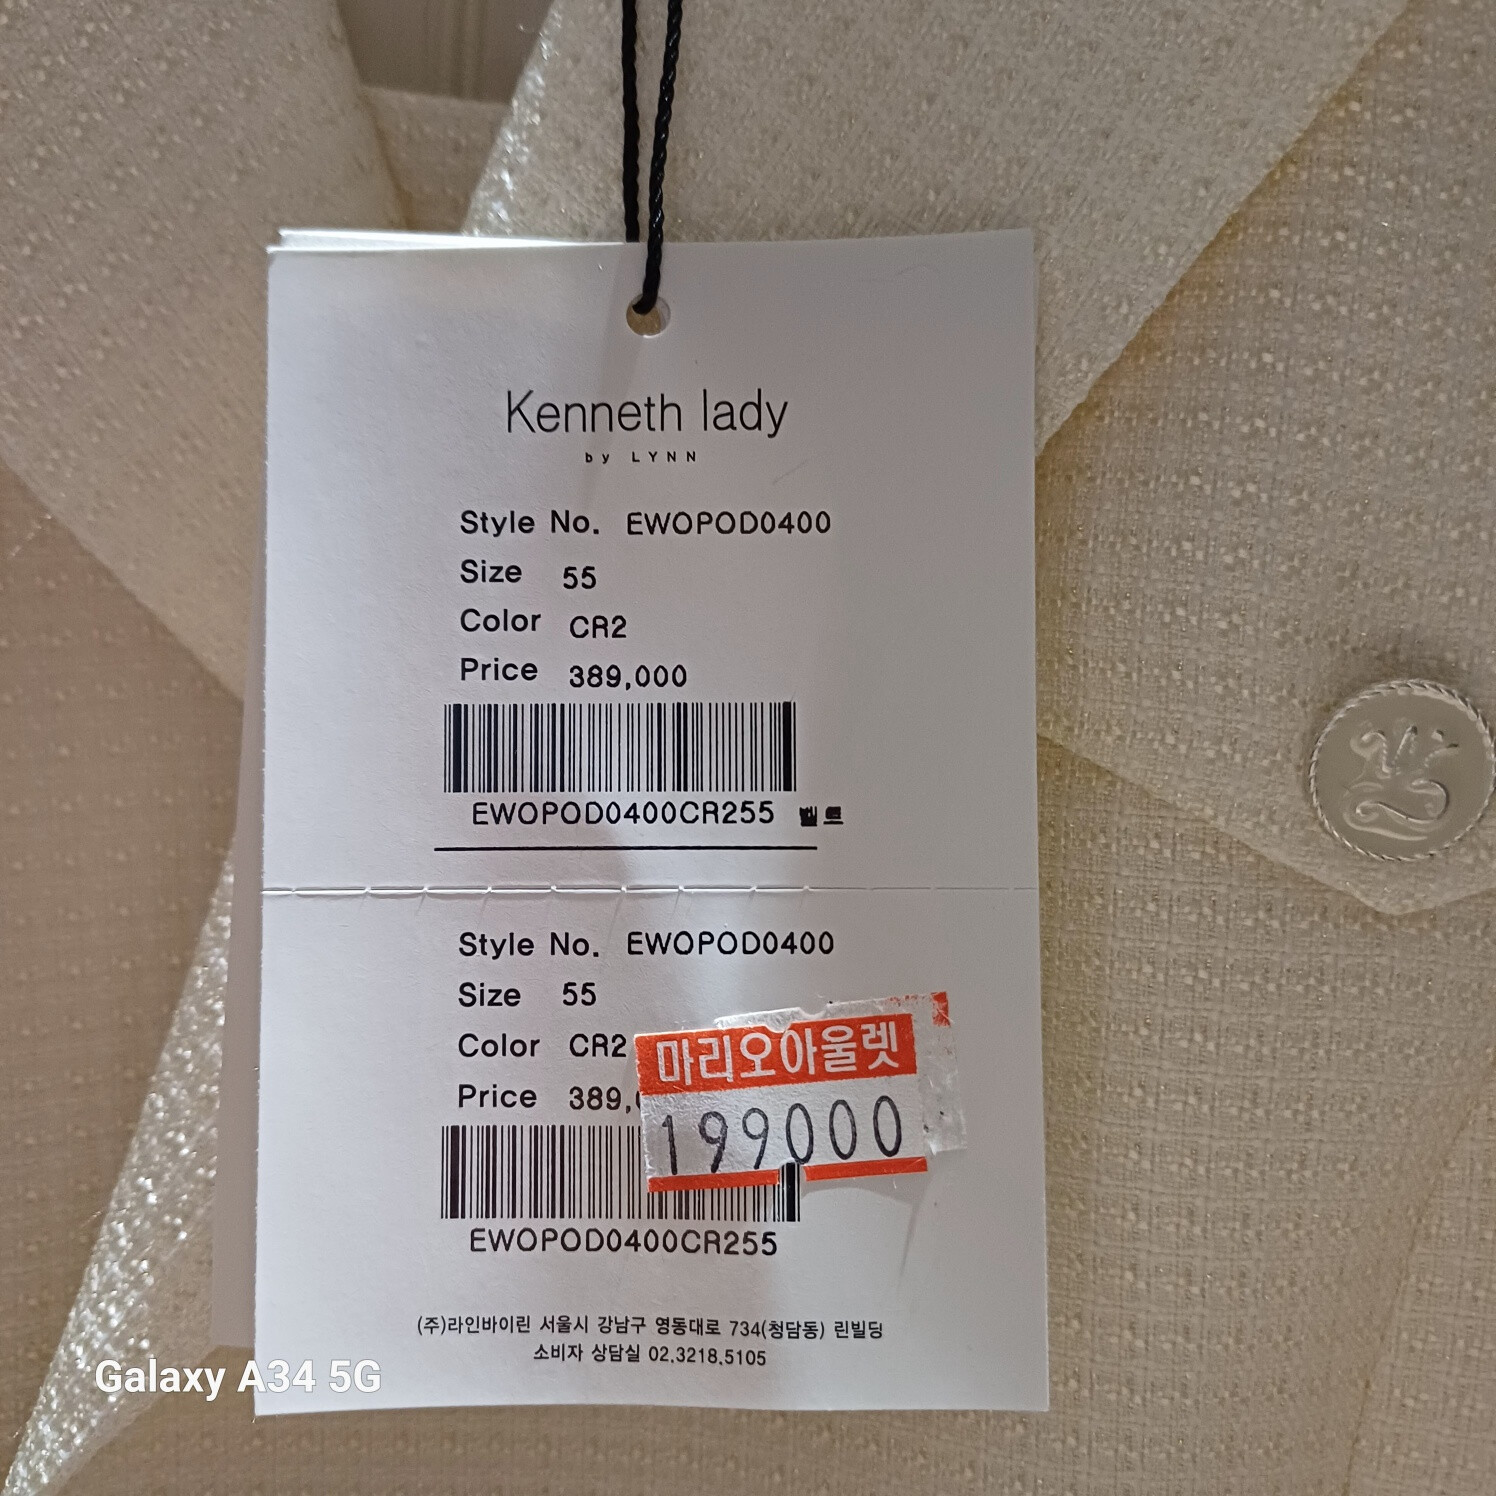 Kenneth lady
by LYNN
Style No. EWOPOD0400
Size 55
Color CR2
Price 389,000
EWOPOD0400CR255 벨트
Style No. EWOPOD0400
Size 55
Color CR2
마리오아울렛
Price 389,
199000
EWOPOD0400CR255
(주)라인바이린 서울시 강남구 영동대로 734(청담동) 린빌딩
소비자 상담실 02.3218.5105
Galaxy A34 5G